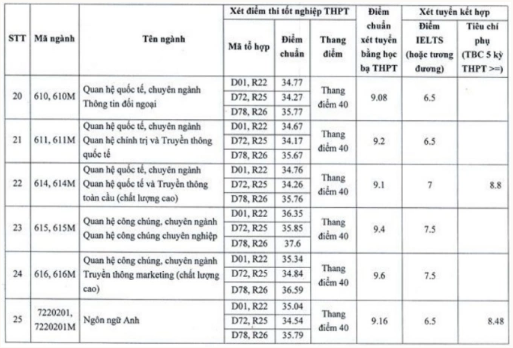 STT Mã ngành Tên ngành Xét điểm thi tốt nghiệp THPT Điểm chuẩn xét tuyển bằng học bạ THPT Xét tuyển kết hợp
Mã tổ hợp Điểm chuẩn Thang điểm Điểm IELTS (hoặc tương đương) Tiêu chí phụ (TBC 5 kỳ THPT >=)
20 610, 610M Quan hệ quốc tế, chuyên ngành Thông tin đối ngoại D01, R22 34.77 Thang điểm 40 9.08 6.5
D72, R25 34.27
D78, R26 35.77
21 611, 611M Quan hệ quốc tế, chuyên ngành Quan hệ chính trị và Truyền thông quốc tế D01, R22 34.67 Thang điểm 40 9.2 6.5
D72, R25 34.17
D78, R26 35.67
22 614, 614M Quan hệ quốc tế, chuyên ngành Quan hệ quốc tế và Truyền thông toàn cầu (chất lượng cao) D01, R22 34.76 Thang điểm 40 9.1 7 8.8
D72, R25 34.26
D78, R26 35.76
23 615, 615M Quan hệ công chúng, chuyên ngành Quan hệ công chúng chuyên nghiệp D01, R22 36.35 Thang điểm 40 9.4 7.5
D72, R25 35.85
D78, R26 37.6
24 616, 616M Quan hệ công chúng, chuyên ngành Truyền thông marketing (chất lượng cao) D01, R22 35.34 Thang điểm 40 9.6 7.5
D72, R25 34.84
D78, R26 36.59
25 7220201, 7220201M Ngôn ngữ Anh D01, R22 35.04 Thang điểm 40 9.16 6.5 8.48
D72, R25 34.54
D78, R26 35.79